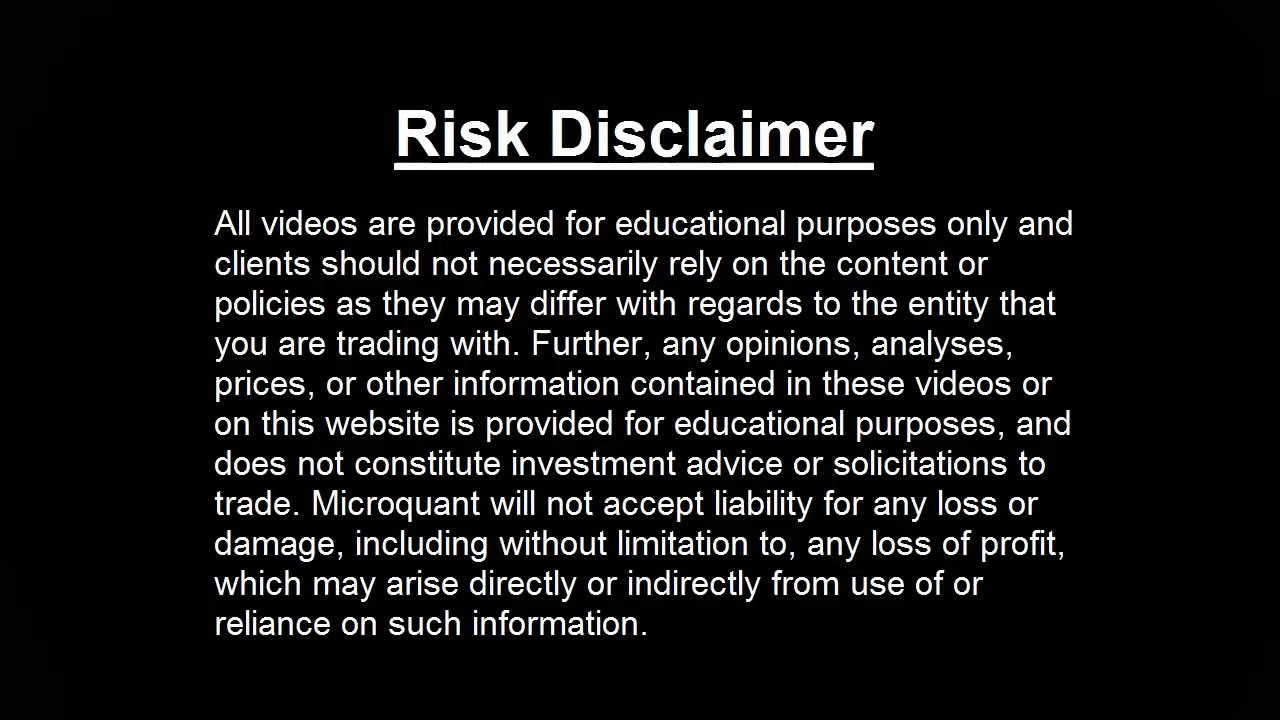 Risk Disclaimer
All videos are provided for educational purposes only and
clients should not necessarily rely on the content or
policies as they may differ with regards to the entity that
you are trading with. Further, any opinions, analyses,
prices, or other information contained in these videos or
on this website is provided for educational purposes, and
does not constitute investment advice or solicitations to
trade. Microquant will not accept liability for any loss or
damage, including without limitation to, any loss of profit,
which may arise directly or indirectly from use of or
reliance on such information.